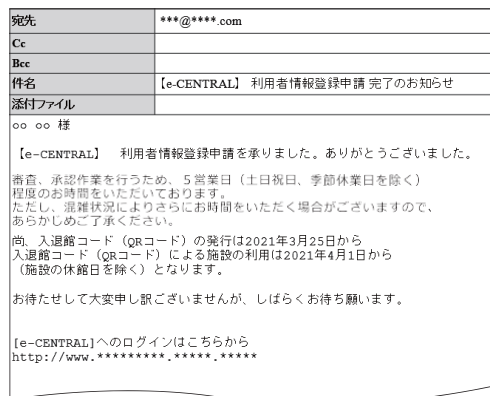 宛先 ***@****.com
Cc
Bcc
件名 【e-CENTRAL】 利用者情報登録申請 完了のお知らせ
添付ファイル
○○ ○○ 様
【e-CENTRAL】 利用者情報登録申請を承りました。ありがとうございました。
審査、承認作業を行うため、5営業日（土日祝日、季節休業日を除く）
程度のお時間をいただいております。
ただし、混雑状況によりさらにお時間をいただく場合がございますので、
あらかじめご了承ください。
尚、入退館コード（QRコード）の発行は2021年3月25日から
入退館コード（QRコード）による施設の利用は2021年4月1日から
（施設の休館日を除く）となります。
お待たせして大変申し訳ございませんが、しばらくお待ち願います。
[e-CENTRAL]へのログインはこちらから
http://www.*********.*****.*****